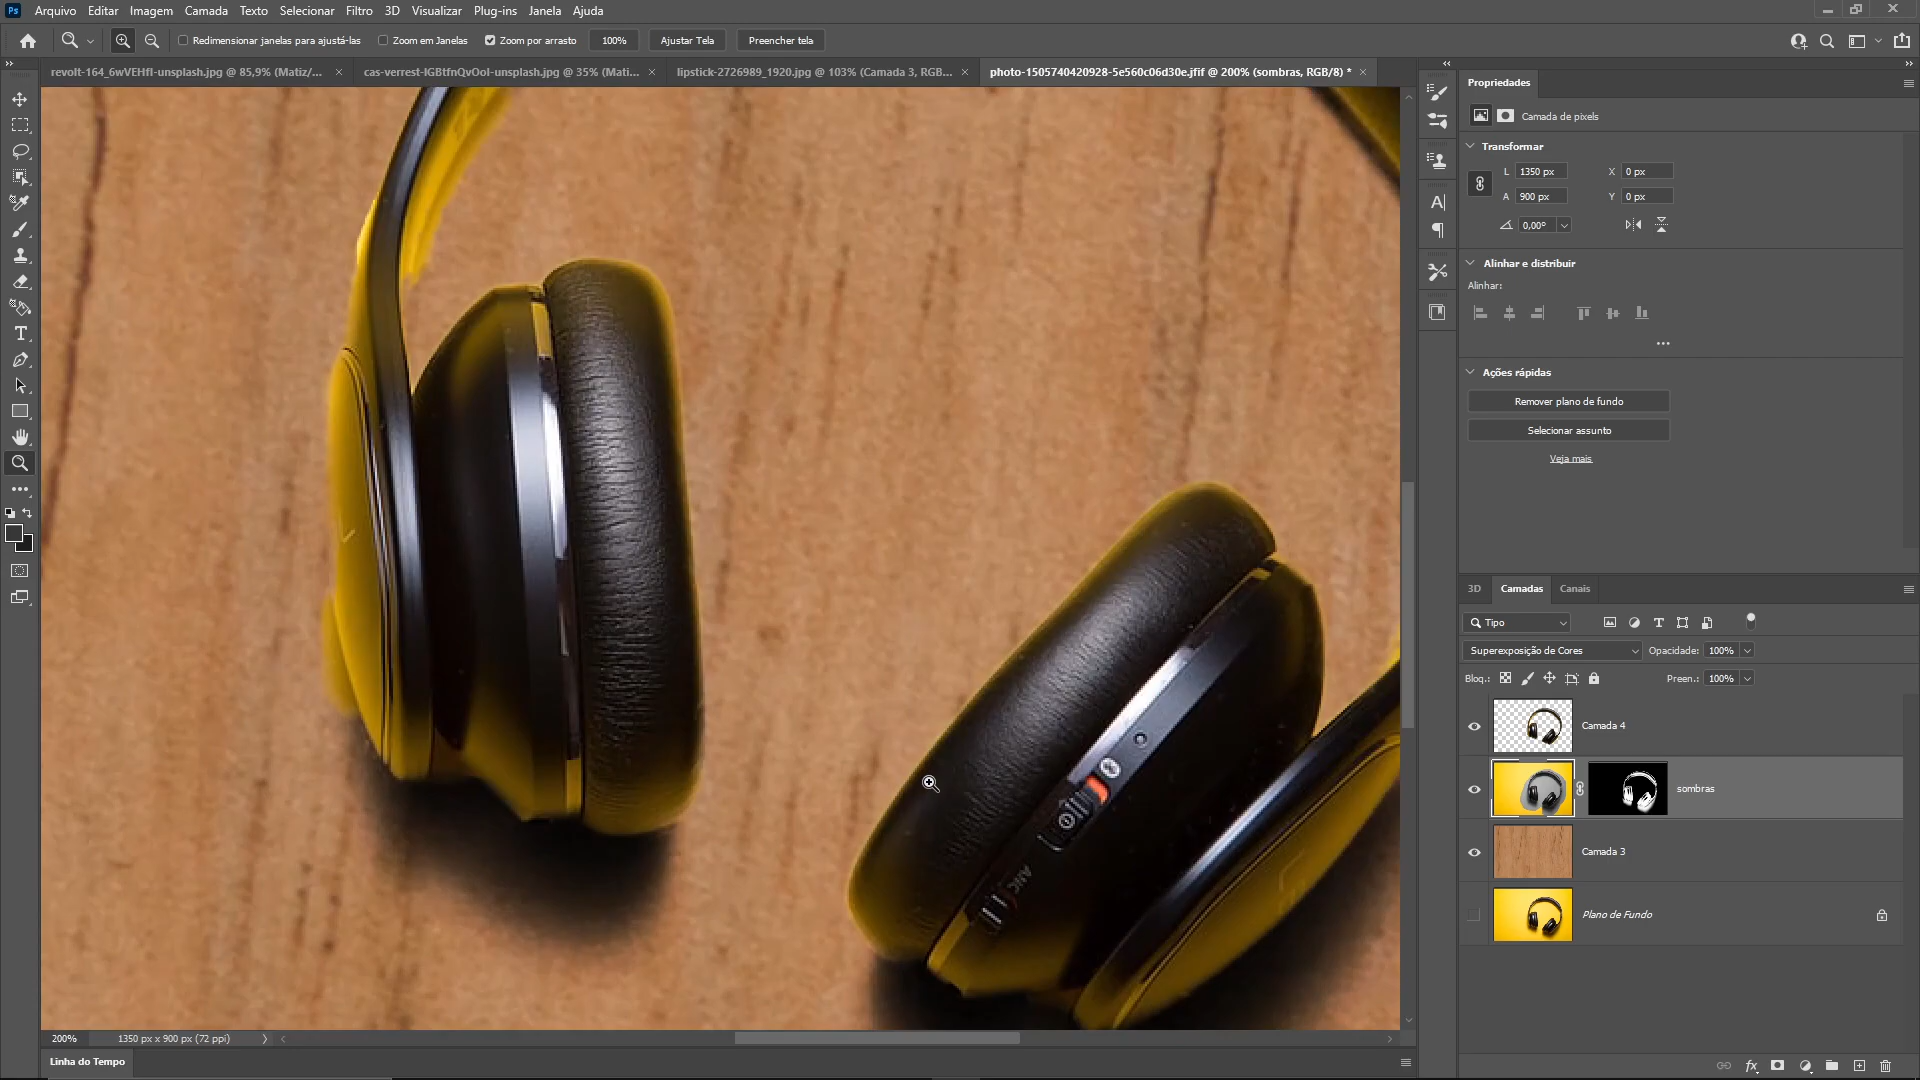 Ps Arquivo Editar Imagem Camada Texto Selecionar Filtro 3D Visualizar Plug-ins Janela Ajuda
Redimensionar janelas para ajustá-las Zoom em Janelas Zoom por arrasto 100% Ajustar Tela Preencher tela
revolt-164_6wVEHfI-unsplash.jpg @ 85,9% (Matiz/... cas-verrest-IGBtfnQvOoI-unsplash.jpg @ 35% (Mati... lipstick-2726989_1920.jpg @ 103% (Camada 3, RGB... photo-1505740420928-5e560c06d30e.jfif @ 200% (sombras, RGB/8) *
Propriedades
Camada de pixels
Transformar
L 1350 px X 0 px
A 900 px Y 0 px
0,00°
Alinhar e distribuir
Alinhar:
Ações rápidas
Remover plano de fundo
Selecionar assunto
Veja mais
ANC
3D Camadas Canais
Tipo
Superexposição de Cores Opacidade: 100%
Bloq.: Preen.: 100%
Camada 4
sombras
Camada 3
Plano de Fundo
200% 1350 px x 900 px (72 ppi)
Linha do Tempo